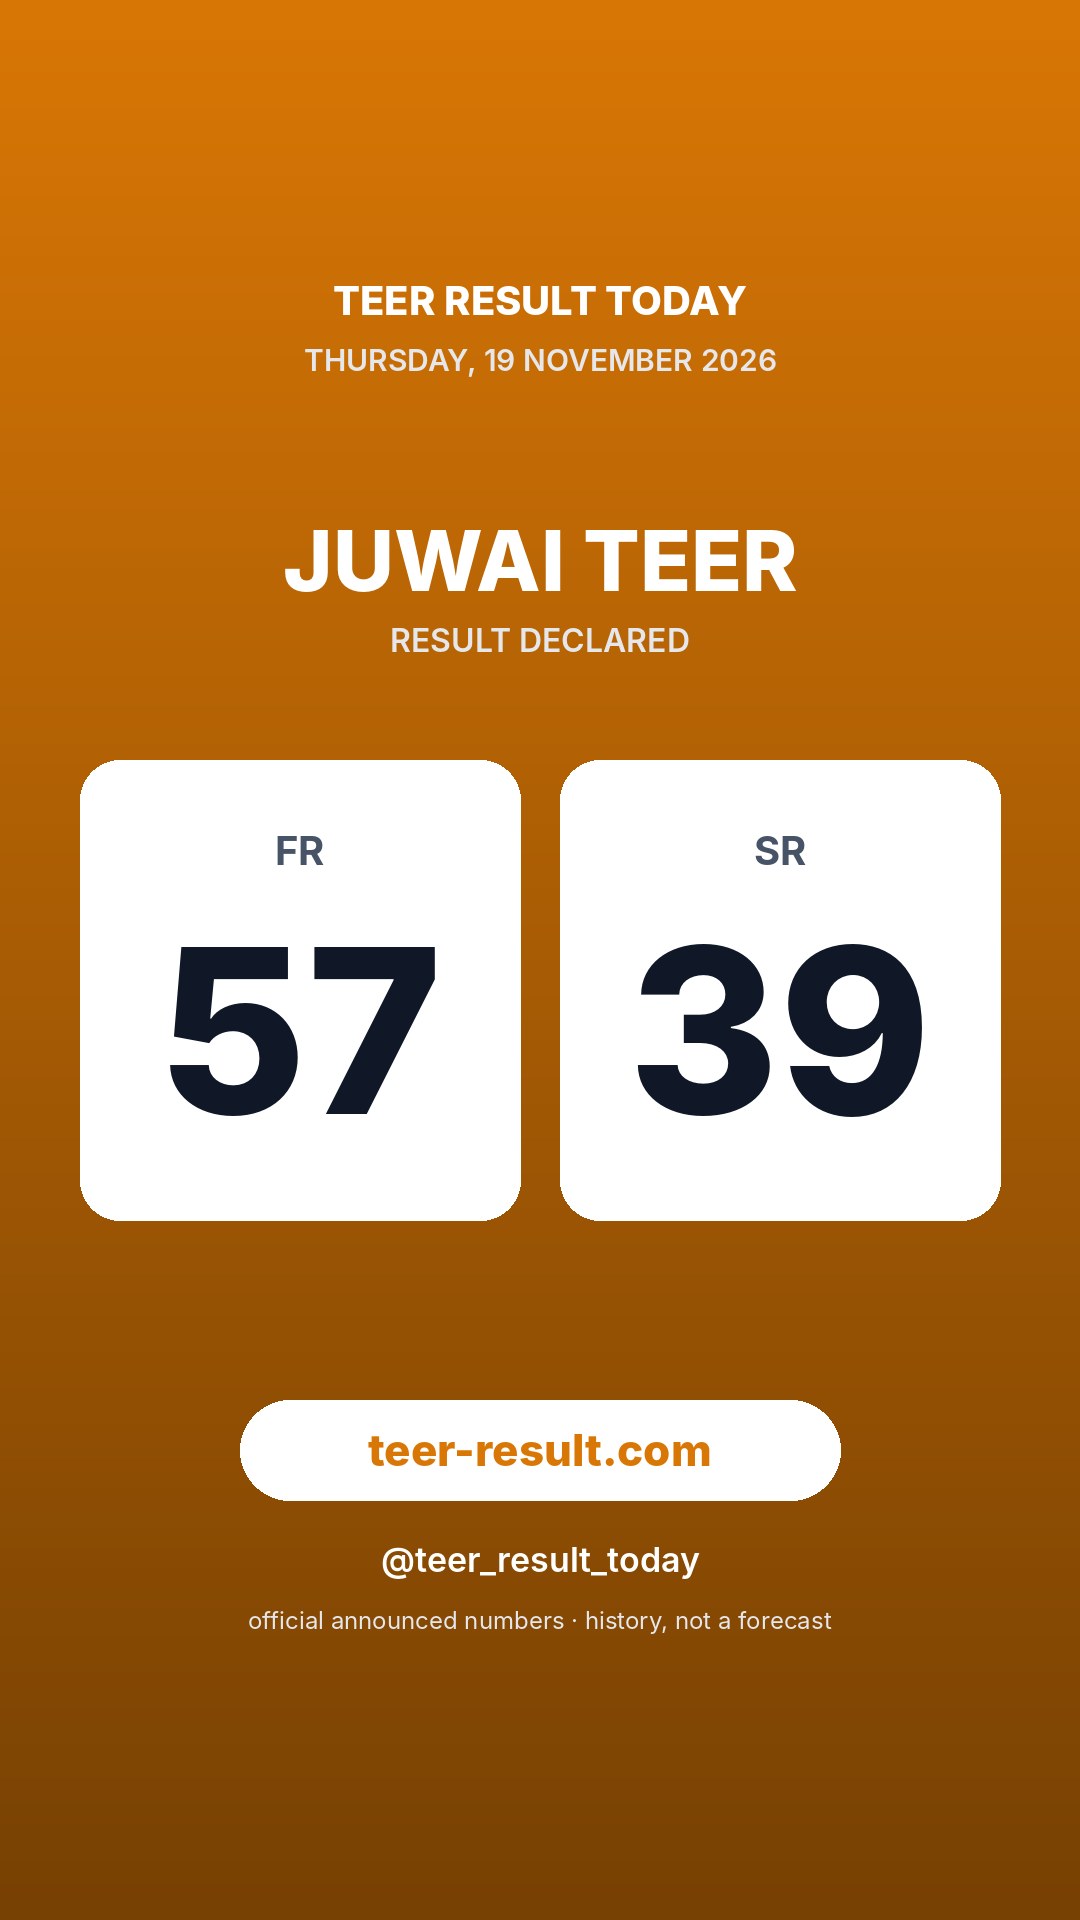 TEER RESULT TODAY
THURSDAY, 19 NOVEMBER 2026
JUWAI TEER
RESULT DECLARED
FR
57
SR
39
teer-result.com
@teer_result_today
official announced numbers · history, not a forecast